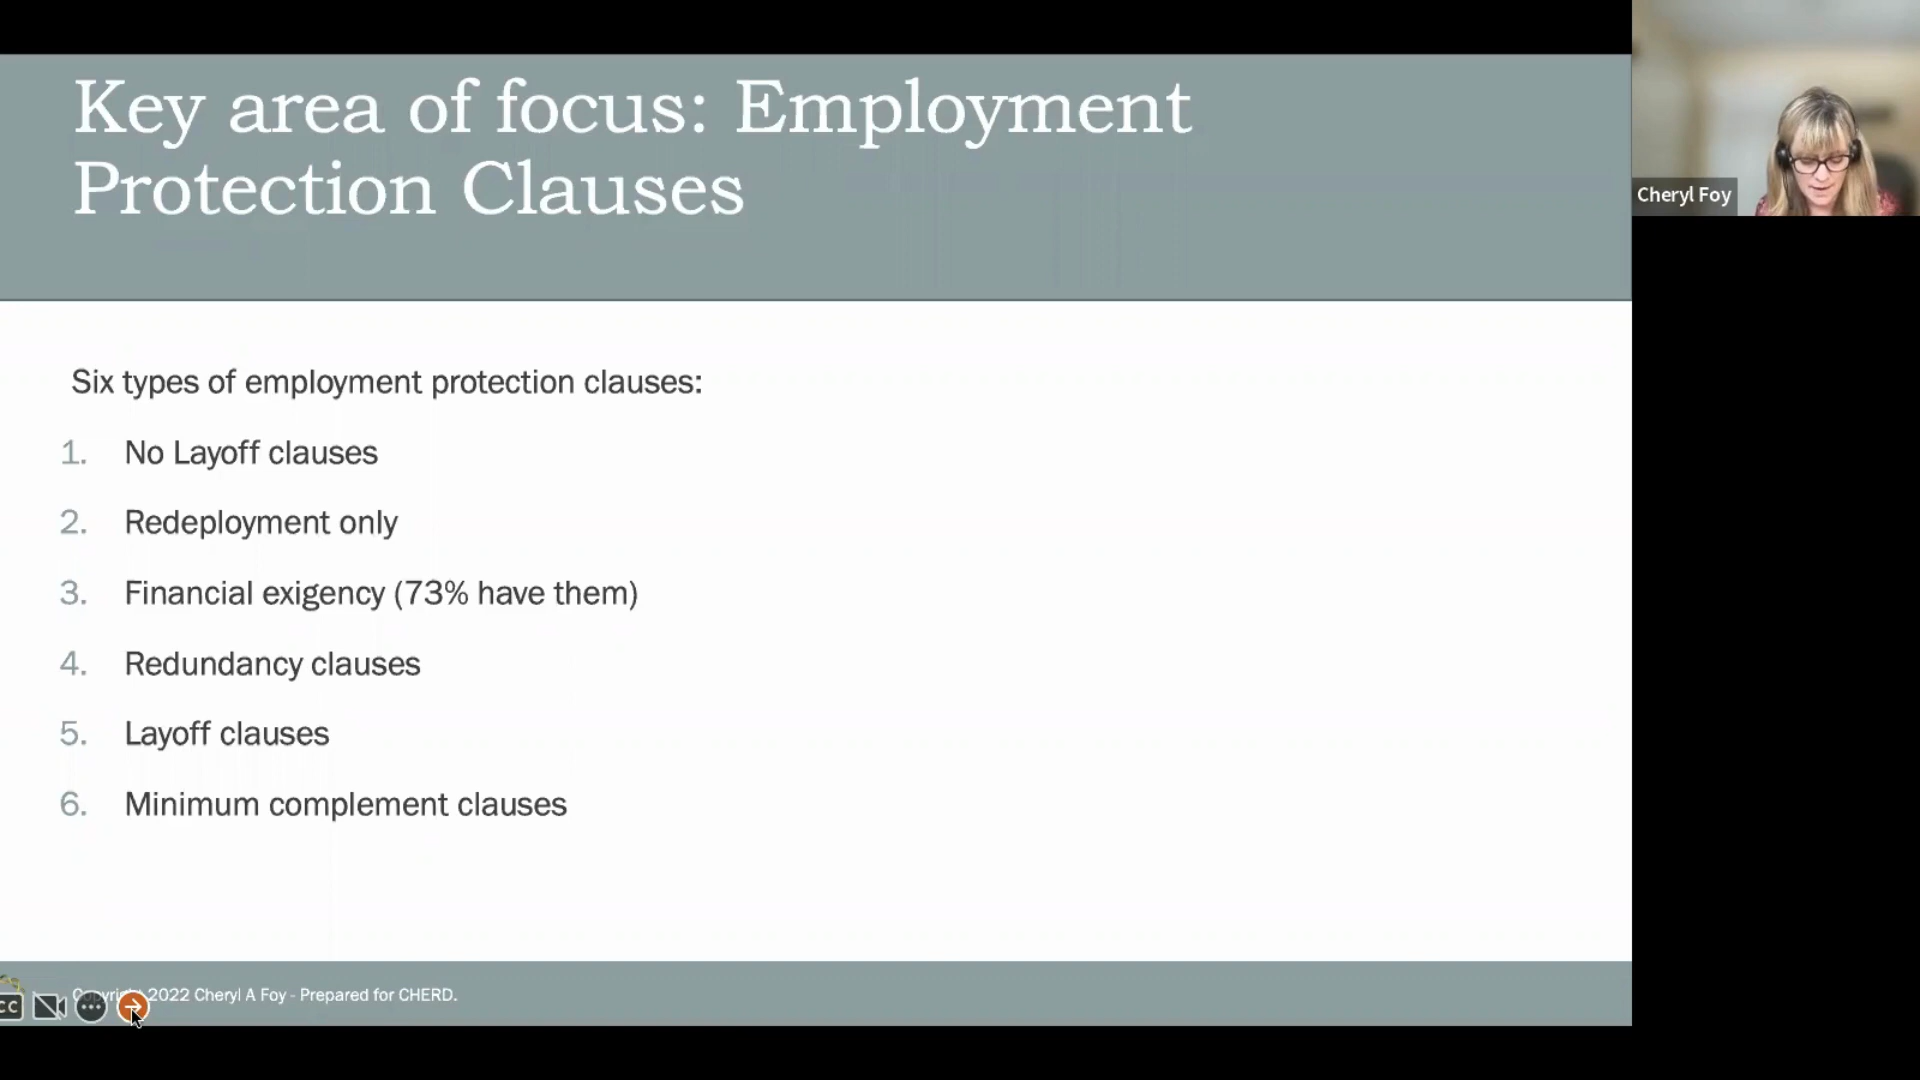 Key area of focus: Employment
Protection Clauses
Cheryl Foy
Six types of employment protection clauses:
1. No Layoff clauses
2. Redeployment only
3. Financial exigency (73% have them)
4. Redundancy clauses
5. Layoff clauses
6. Minimum complement clauses
Copyright 2022 Cheryl A Foy - Prepared for CHERD.
CC